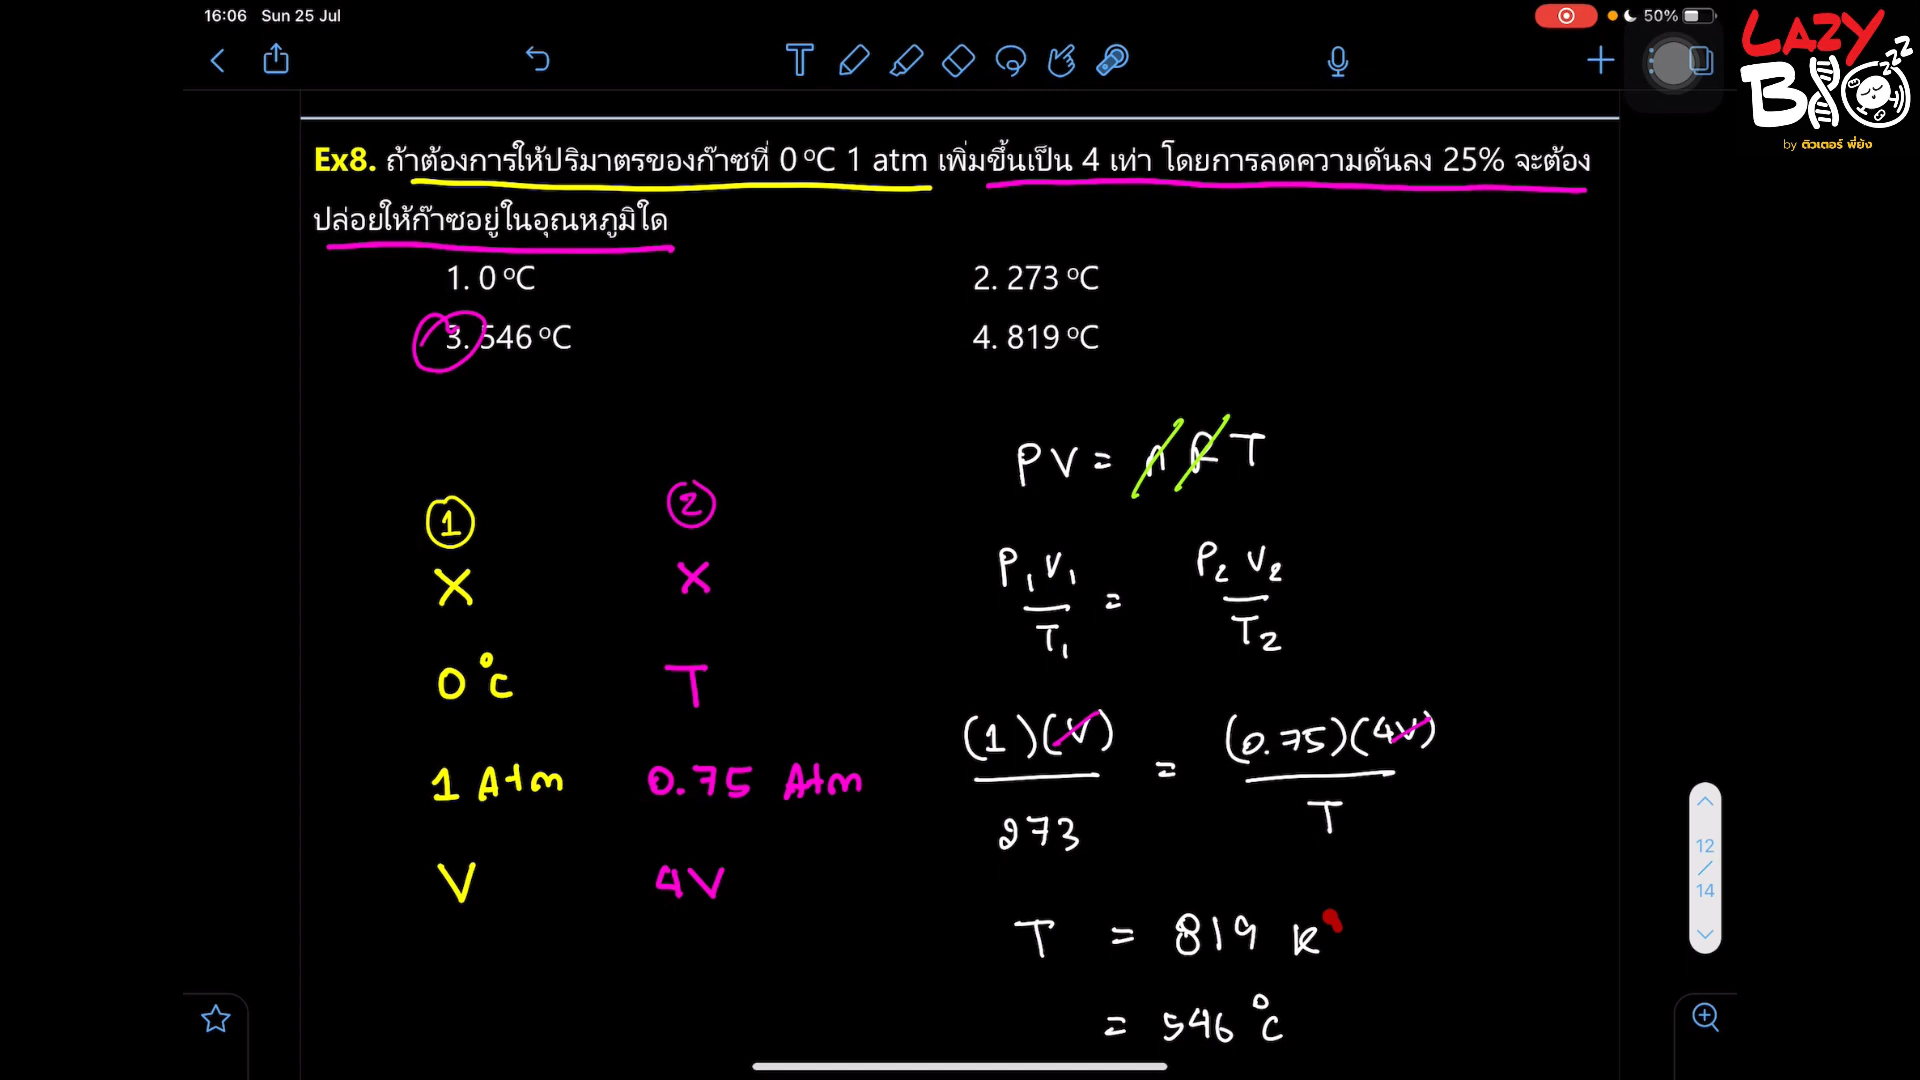 16:06 Sun 25 Jul
50%
LAZY
BIO zzz
by ติวเตอร์ พี่ยัง
Ex8. ถ้าต้องการให้ปริมาตรของก๊าซที่ 0 °C 1 atm เพิ่มขึ้นเป็น 4 เท่า โดยการลดความดันลง 25% จะต้อง
ปล่อยให้ก๊าซอยู่ในอุณหภูมิใด
1. 0 °C
2. 273 °C
3. 546 °C
4. 819 °C
PV = nRT
1 2
X X
P₁V₁ / T₁ = P₂V₂ / T₂
0 °C T
(1)(V) / 273 = (0.75)(4V) / T
1 Atm 0.75 Atm
V 4V
T = 819 K
= 546 °C
12
/
14